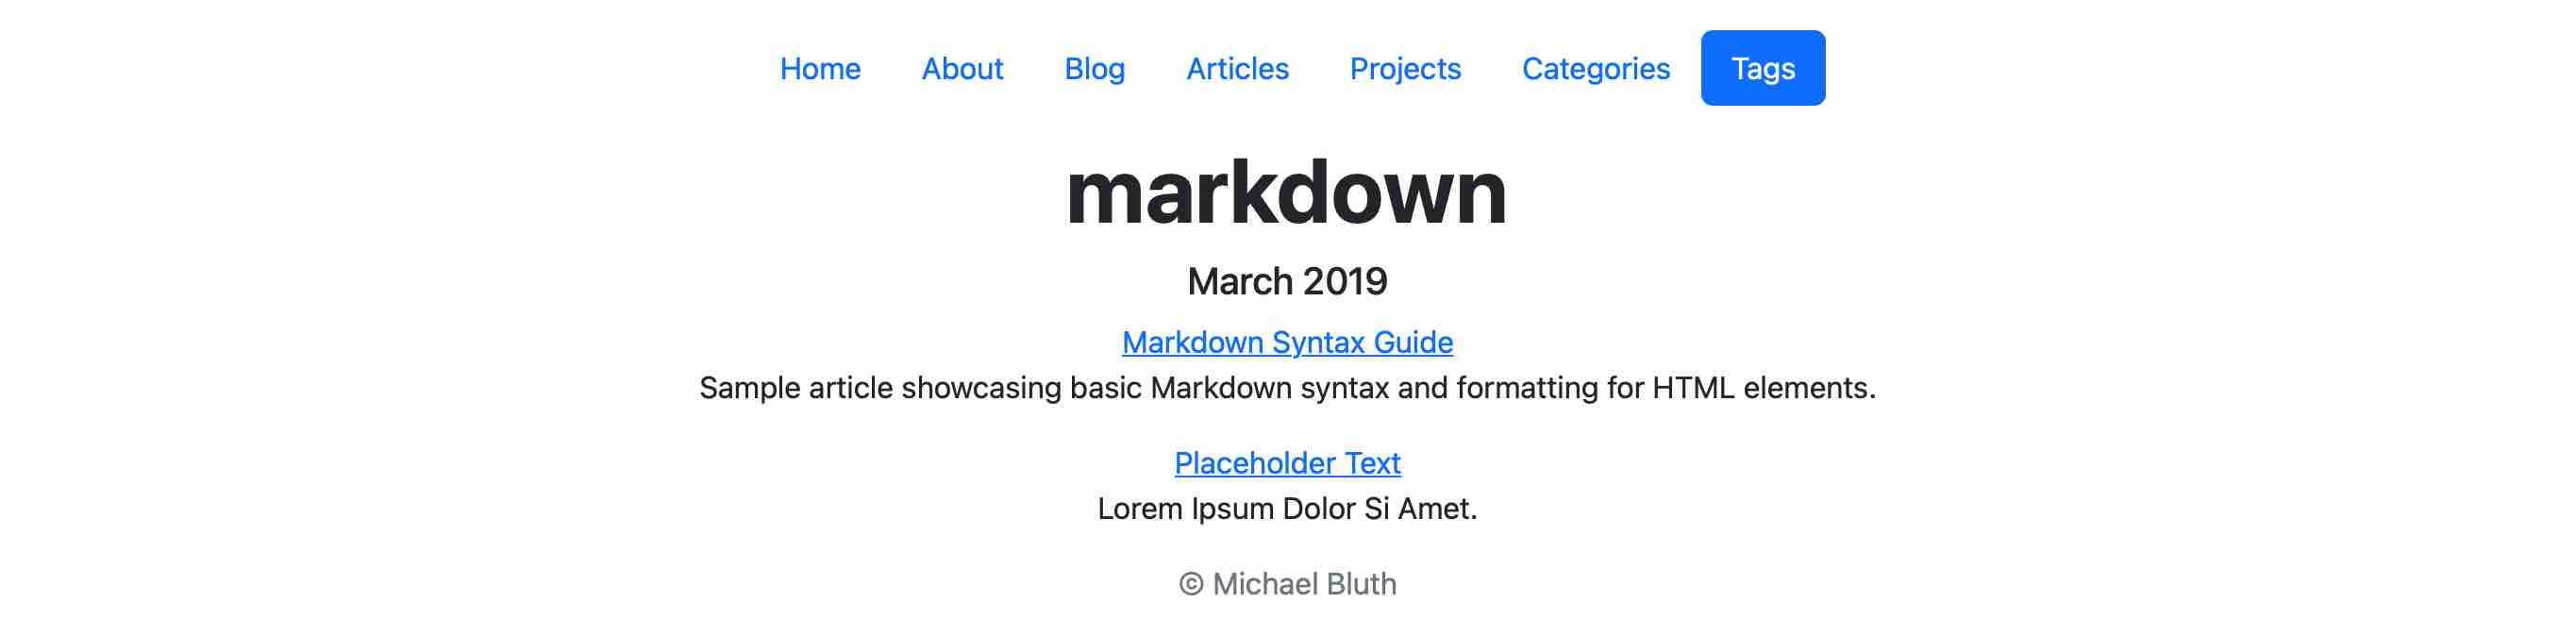 Home About Blog Articles Projects Categories Tags
markdown
March 2019
Markdown Syntax Guide
Sample article showcasing basic Markdown syntax and formatting for HTML elements.
Placeholder Text
Lorem Ipsum Dolor Si Amet.
© Michael Bluth